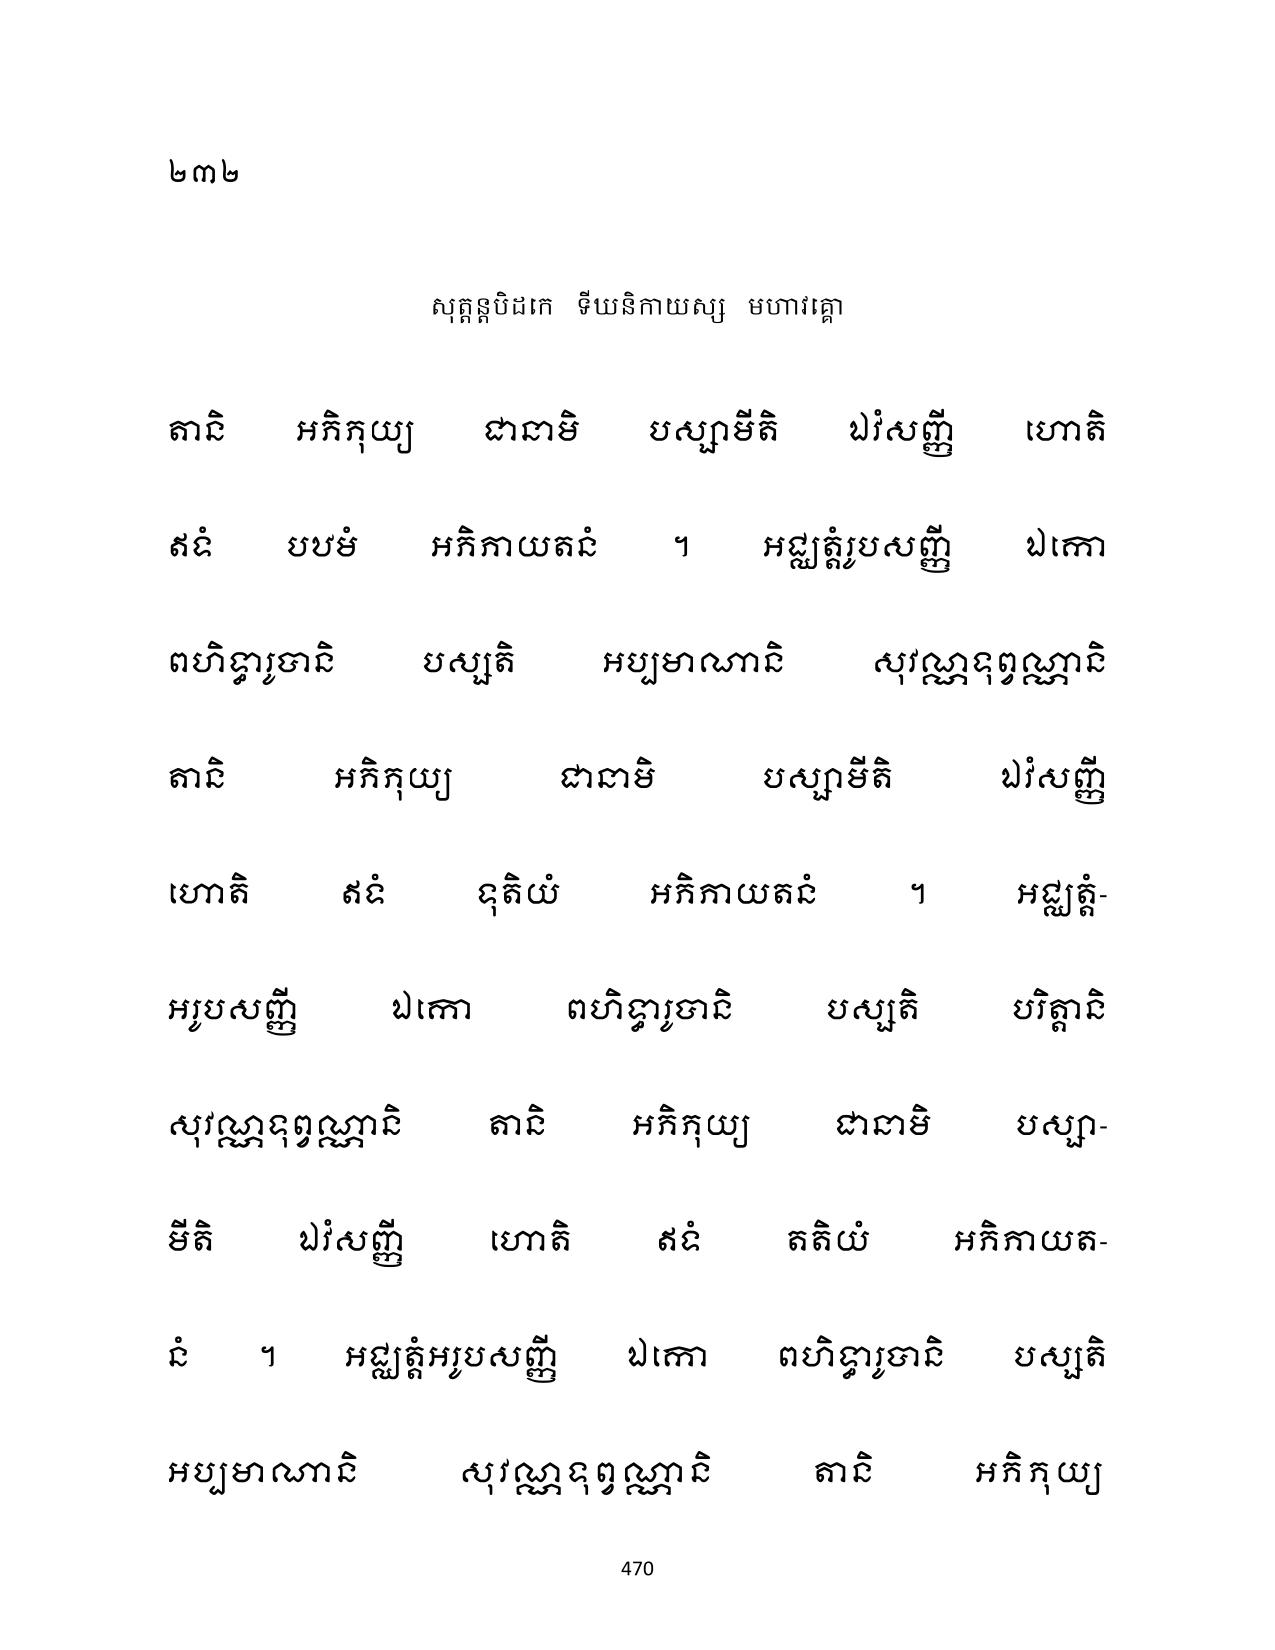 ២៣២
សុត្តន្តបិដកេ ទីឃនិកាយស្ស មហាវគ្គោ
តានិ អភិភុយ្យ ជានាមិ បស្សាមីតិ ឯវំសញ្ញី ហោតិ
ឥទំ បឋមំ អភិភាយតនំ ។ អជ្ឈត្តំរូបសញ្ញី ឯកោ
ពហិទ្ធារូបានិ បស្សតិ អប្បមាណានិ សុវណ្ណទុព្វណ្ណានិ
តានិ អភិភុយ្យ ជានាមិ បស្សាមីតិ ឯវំសញ្ញី
ហោតិ ឥទំ ទុតិយំ អភិភាយតនំ ។ អជ្ឈត្តំ-
អរូបសញ្ញី ឯកោ ពហិទ្ធារូបានិ បស្សតិ បរិត្តានិ
សុវណ្ណទុព្វណ្ណានិ តានិ អភិភុយ្យ ជានាមិ បស្សា-
មីតិ ឯវំសញ្ញី ហោតិ ឥទំ តតិយំ អភិភាយត-
នំ ។ អជ្ឈត្តំអរូបសញ្ញី ឯកោ ពហិទ្ធារូបានិ បស្សតិ
អប្បមាណានិ សុវណ្ណទុព្វណ្ណានិ តានិ អភិភុយ្យ
470